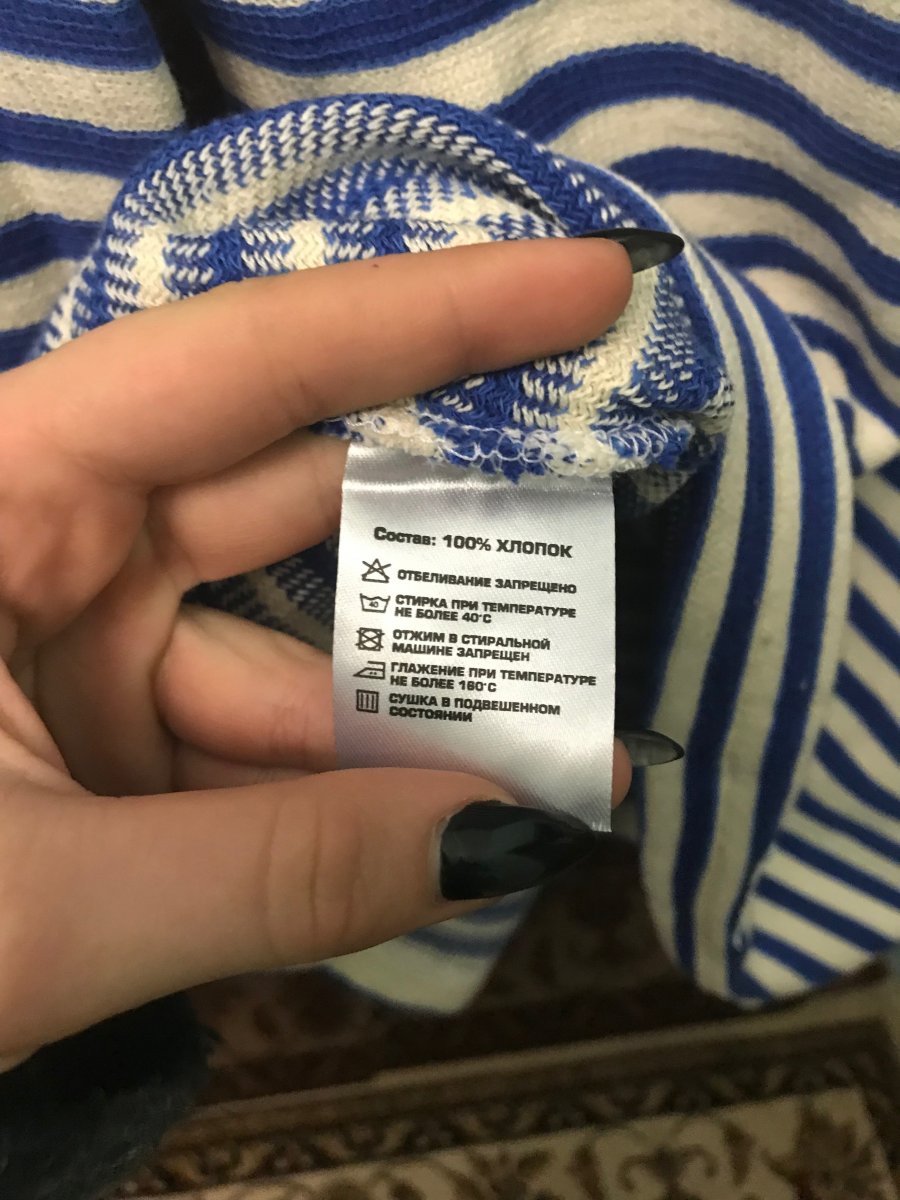 Состав: 100% ХЛОПОК
ОТБЕЛИВАНИЕ ЗАПРЕЩЕНО
40
СТИРКА ПРИ ТЕМПЕРАТУРЕ
НЕ БОЛЕЕ 40°С
ОТЖИМ В СТИРАЛЬНОЙ
МАШИНЕ ЗАПРЕЩЕН
ГЛАЖЕНИЕ ПРИ ТЕМПЕРАТУРЕ
НЕ БОЛЕЕ 160°С
СУШКА В ПОДВЕШЕННОМ
СОСТОЯНИИ